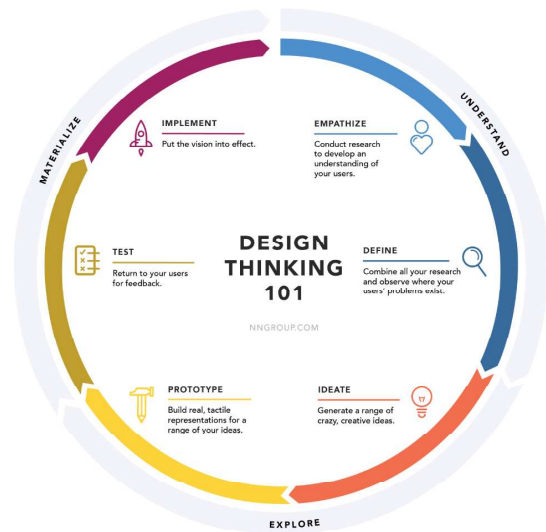 UNDERSTAND
EMPATHIZE
Conduct research
to develop an
understanding of
your users.
DEFINE
Combine all your research
and observe where your
users' problems exist.
EXPLORE
IDEATE
Generate a range of
crazy, creative ideas.
PROTOTYPE
Build real, tactile
representations for a
range of your ideas.
MATERIALIZE
TEST
Return to your users
for feedback.
IMPLEMENT
Put the vision into effect.
DESIGN
THINKING
101
NNGROUP.COM